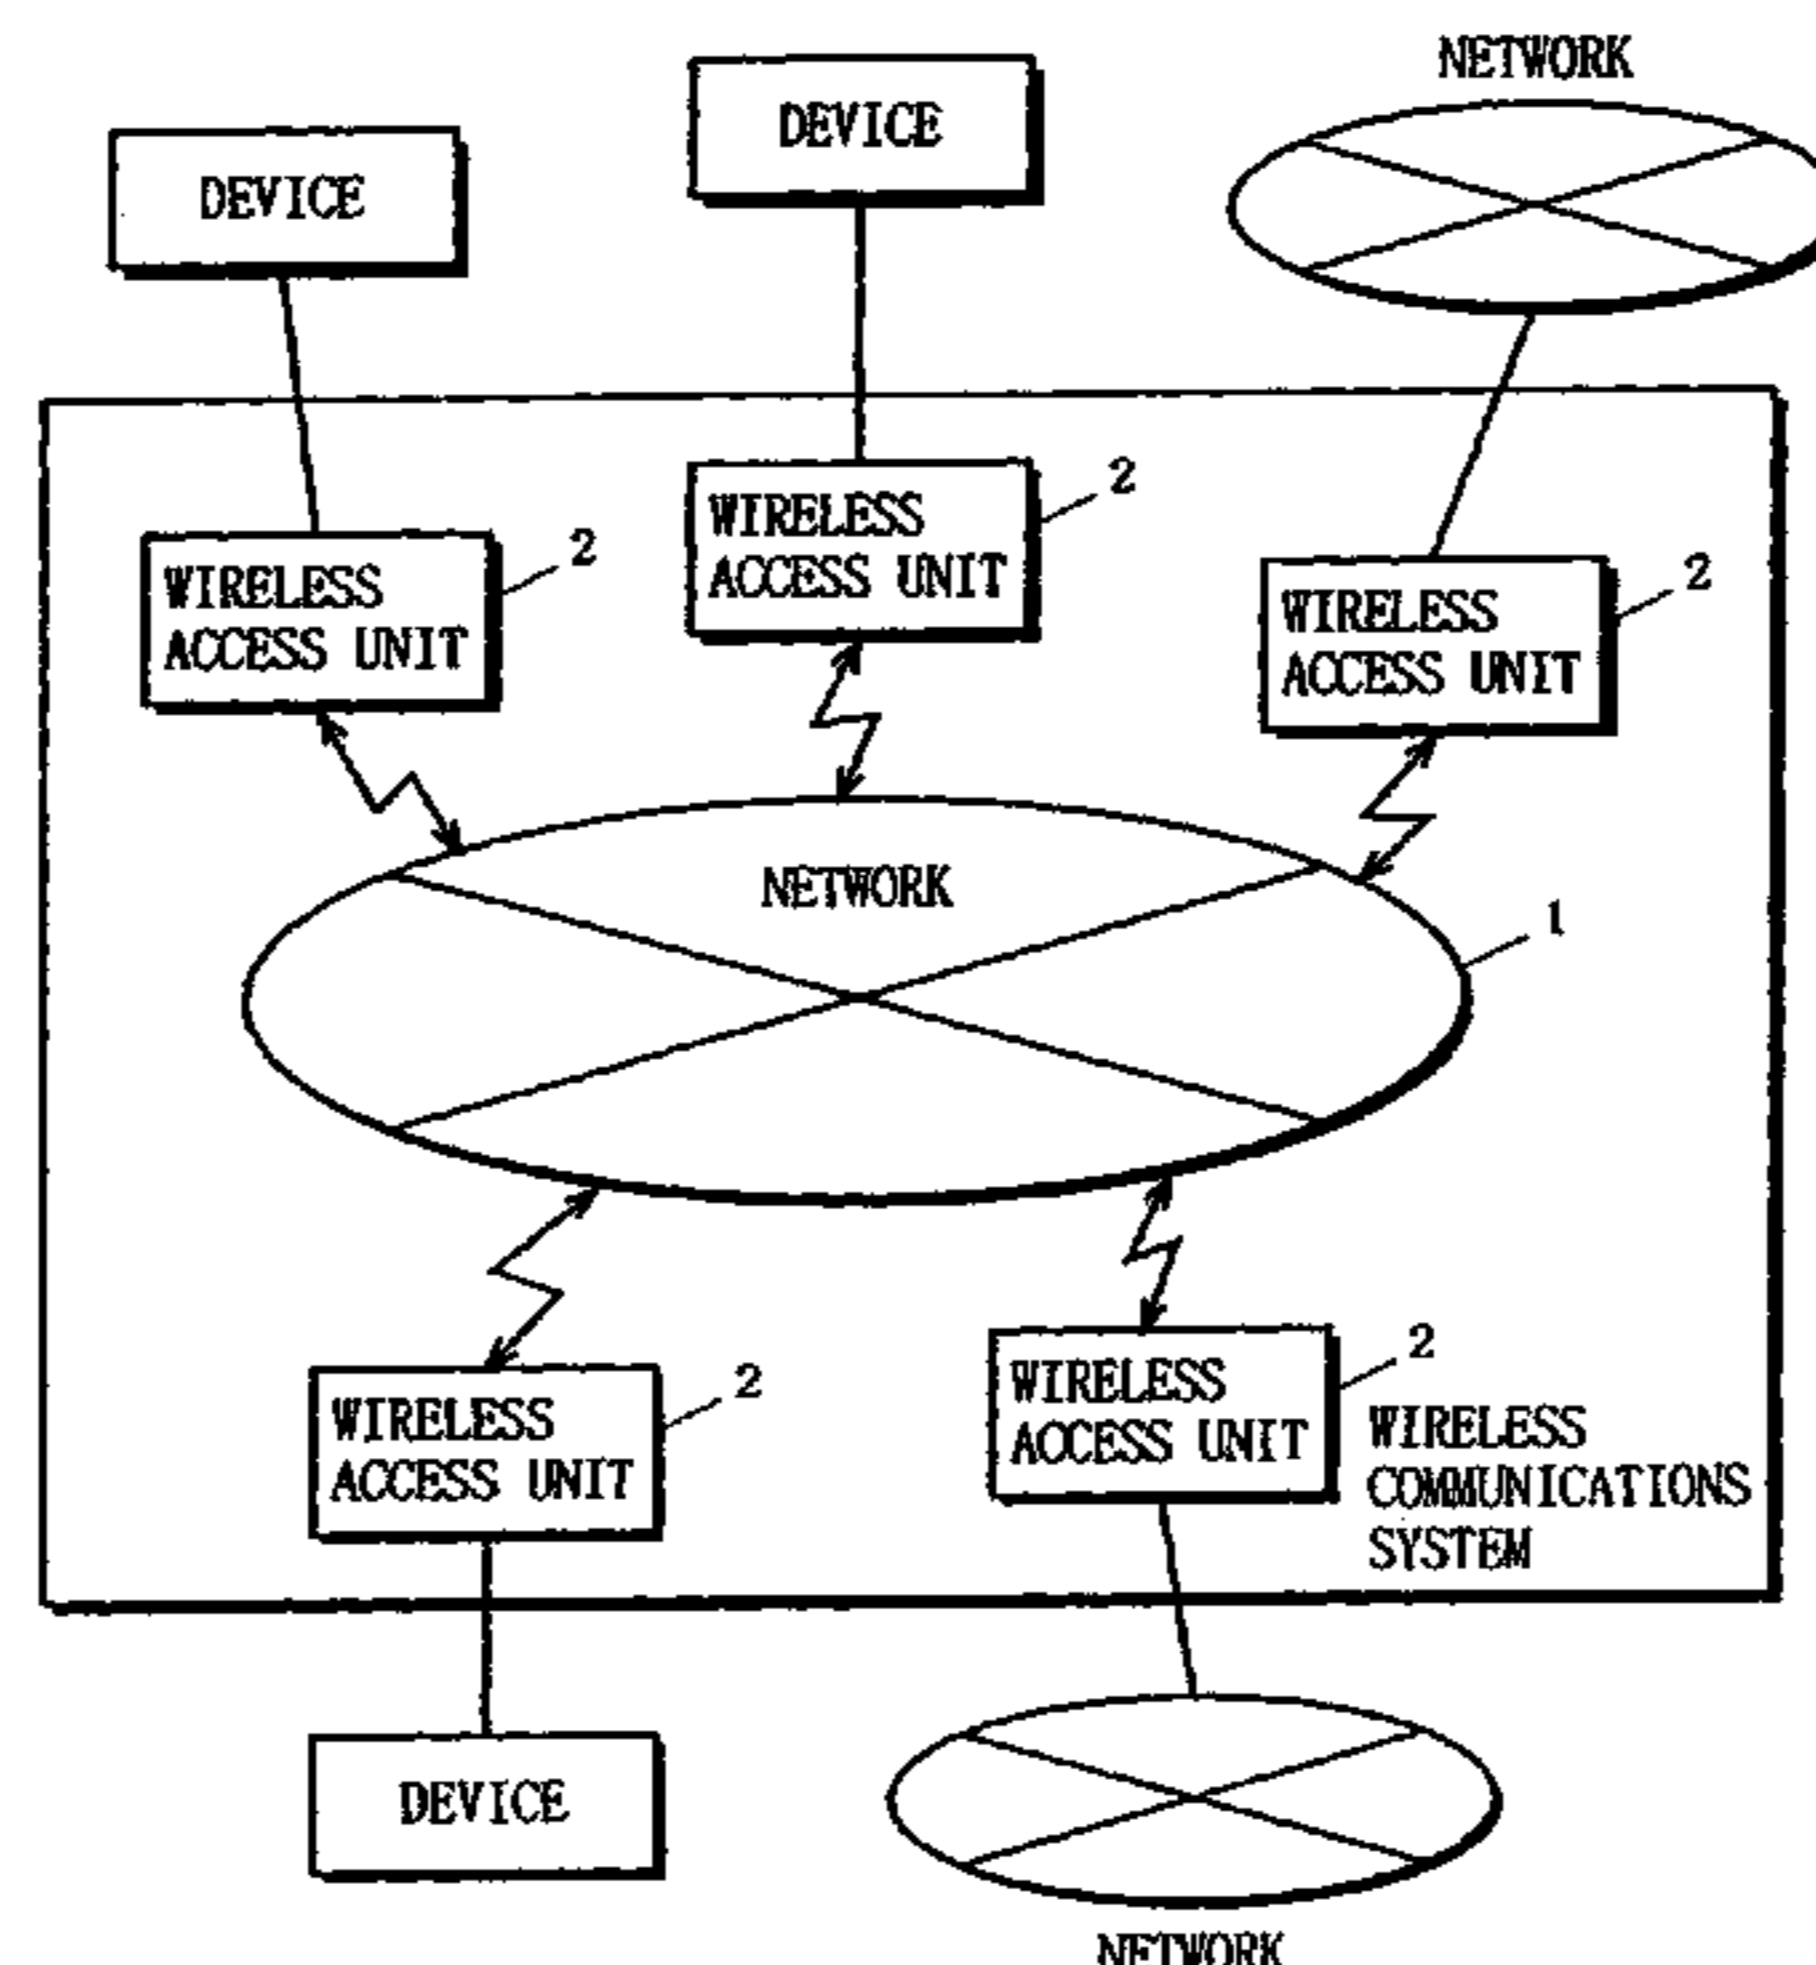 NETWORK
DEVICE
DEVICE
2
WIRELESS
ACCESS UNIT
2
WIRELESS
ACCESS UNIT
2
WIRELESS
ACCESS UNIT
NETWORK
1
2
WIRELESS
ACCESS UNIT
2
WIRELESS
ACCESS UNIT
WIRELESS
COMMUNICATIONS
SYSTEM
DEVICE
NETWORK